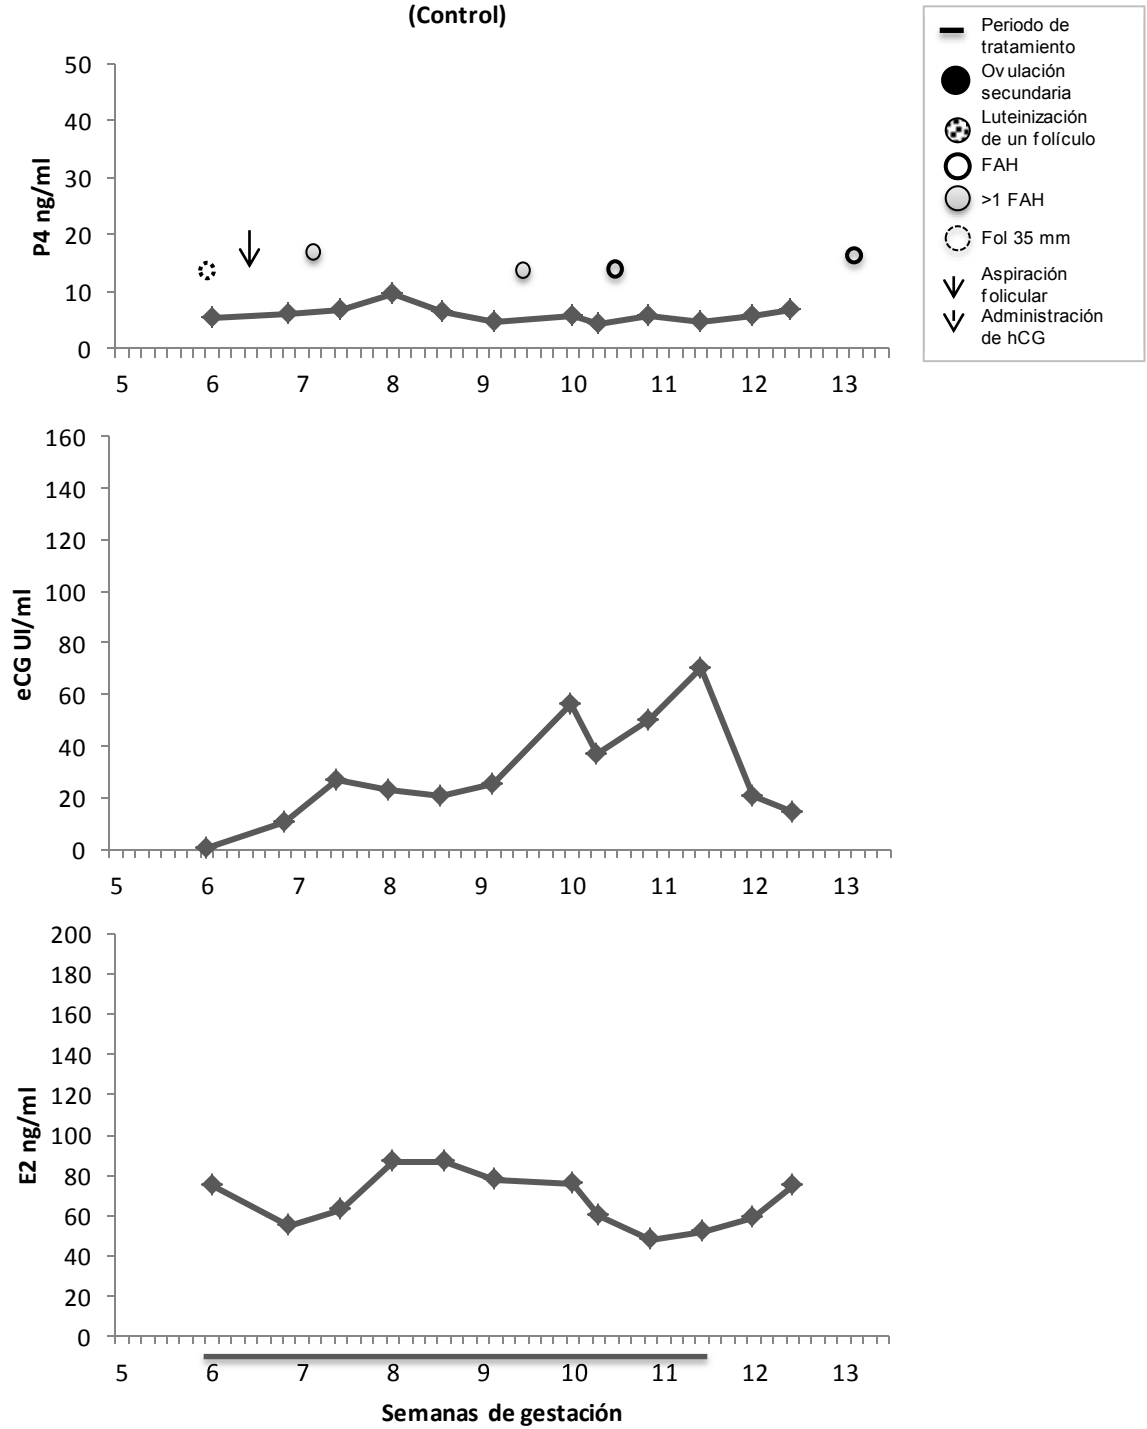 (Control)
Periodo de
tratamiento
Ovulación
secundaria
Luteinización
de un folículo
FAH
>1 FAH
Fol 35 mm
Aspiración
folicular
Administración
de hCG
P4 ng/ml
50
40
30
20
10
0
5 6 7 8 9 10 11 12 13
eCG UI/ml
160
140
120
100
80
60
40
20
0
5 6 7 8 9 10 11 12 13
E2 ng/ml
200
180
160
140
120
100
80
60
40
20
0
5 6 7 8 9 10 11 12 13
Semanas de gestación